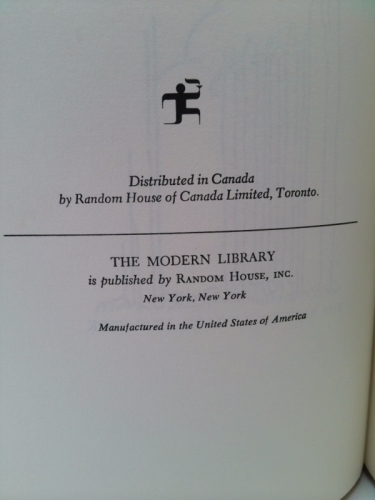 Distributed in Canada
by Random House of Canada Limited, Toronto.
THE MODERN LIBRARY
is published by RANDOM HOUSE, INC.
New York, New York
Manufactured in the United States of America